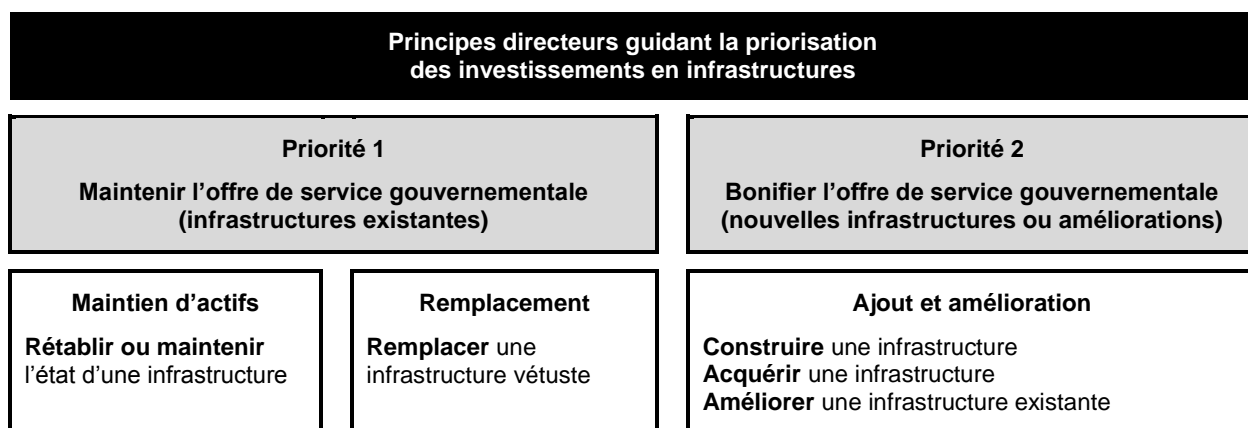 Principes directeurs guidant la priorisation
des investissements en infrastructures
Priorité 1
Maintenir l’offre de service gouvernementale
(infrastructures existantes)
Priorité 2
Bonifier l’offre de service gouvernementale
(nouvelles infrastructures ou améliorations)
Maintien d’actifs
Rétablir ou maintenir
l’état d’une infrastructure
Remplacement
Remplacer une
infrastructure vétuste
Ajout et amélioration
Construire une infrastructure
Acquérir une infrastructure
Améliorer une infrastructure existante